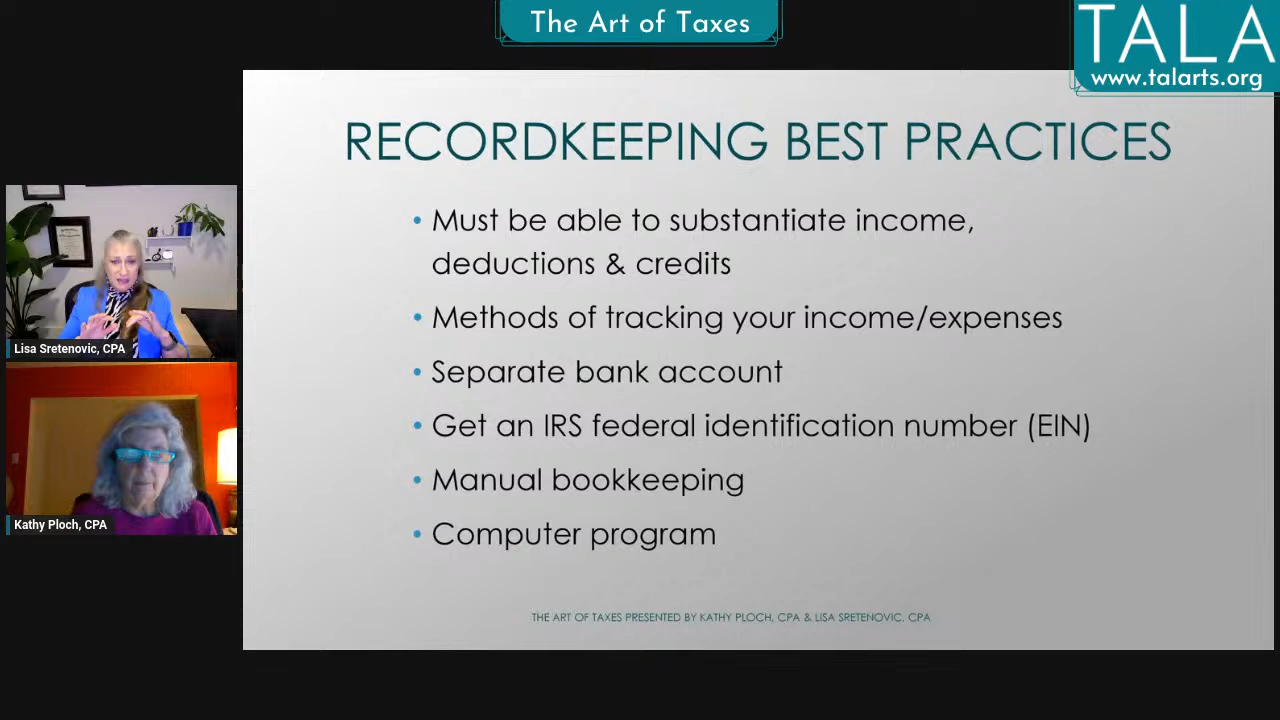 The Art of Taxes
TALA
www.talarts.org
RECORDKEEPING BEST PRACTICES
• Must be able to substantiate income,
deductions & credits
• Methods of tracking your income/expenses
• Separate bank account
• Get an IRS federal identification number (EIN)
• Manual bookkeeping
• Computer program
THE ART OF TAXES PRESENTED BY KATHY PLOCH, CPA & LISA SRETENOVIC, CPA
Lisa Sretenovic, CPA
Kathy Ploch, CPA